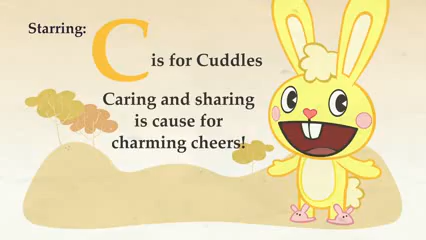 Starring:
C is for Cuddles
Caring and sharing
is cause for
charming cheers!